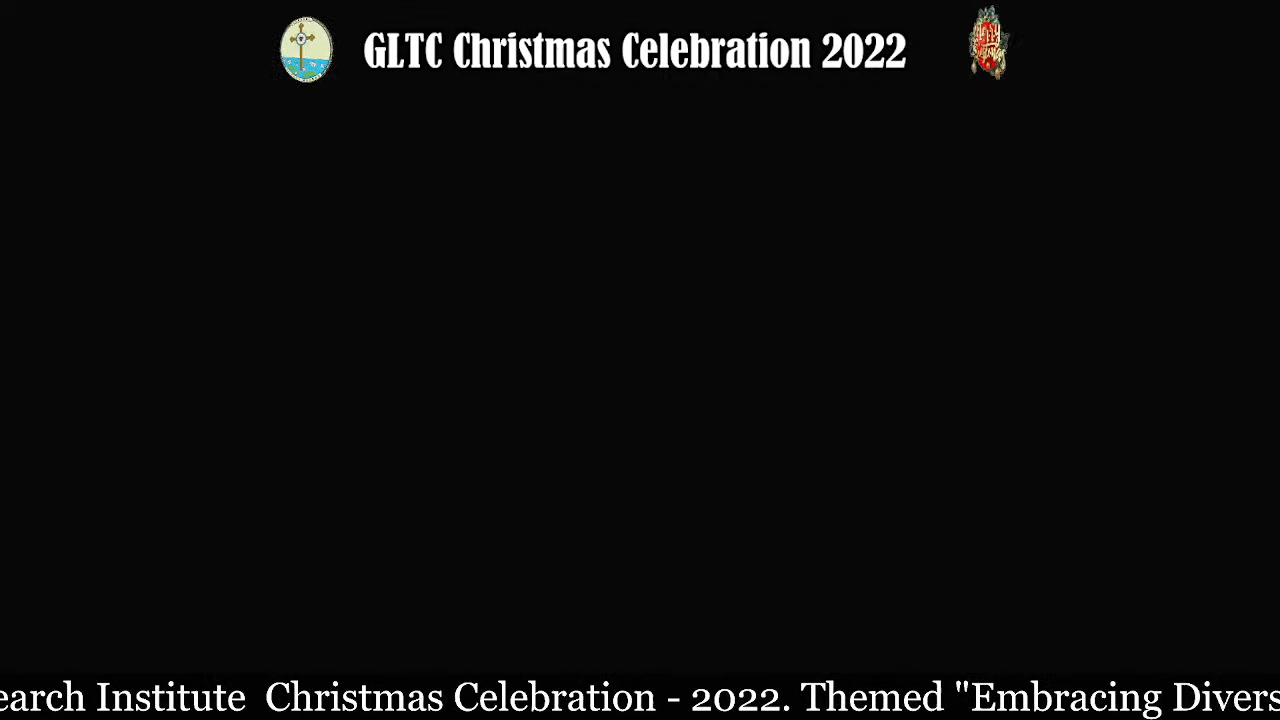 GLTC Christmas Celebration 2022
earch Institute Christmas Celebration - 2022. Themed "Embracing Divers